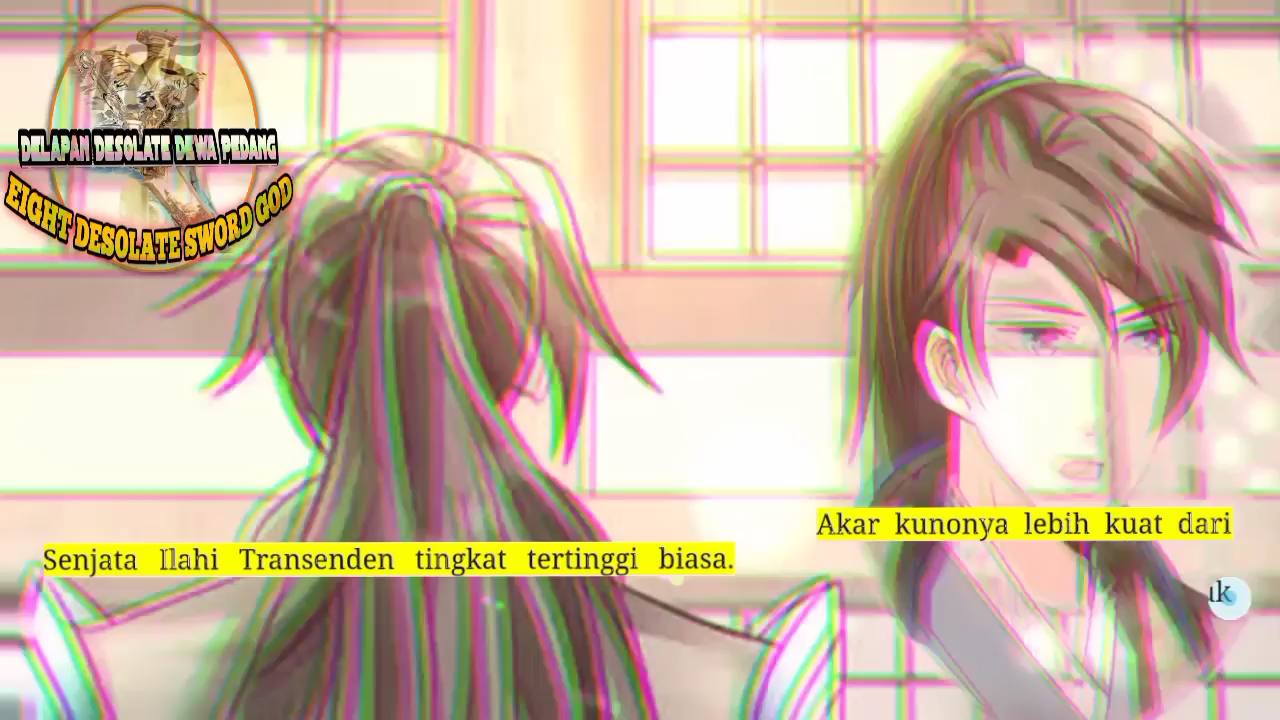 DELAPAN DESOLATE DEWA PEDANG
EIGHT DESOLATE SWORD GOD
Akar kunonya lebih kuat dari
Senjata Ilahi Transenden tingkat tertinggi biasa.